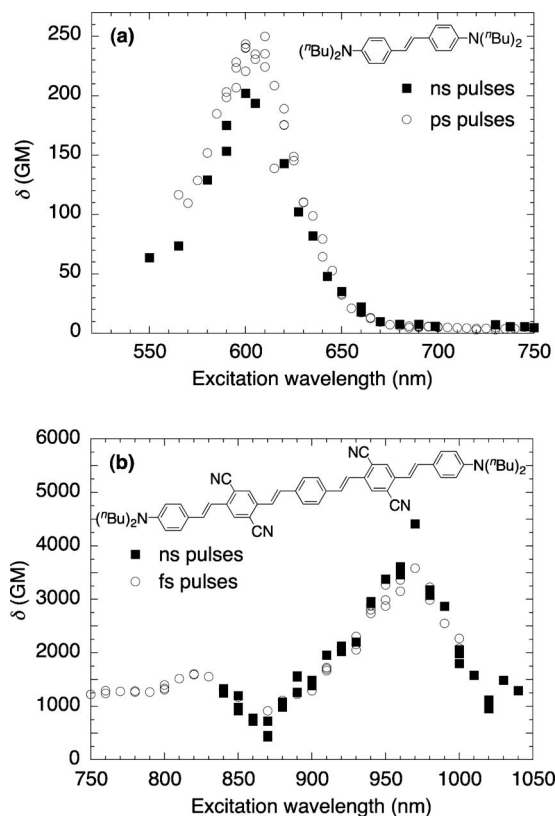 250
200
150
100
50
0
δ (GM)
(a)
(ⁿBu)₂N
N(ⁿBu)₂
ns pulses
ps pulses
550 600 650 700 750
Excitation wavelength (nm)
6000
5000
4000
3000
2000
1000
0
δ (GM)
(b)
NC
NC
N(ⁿBu)₂
(ⁿBu)₂N
CN
CN
ns pulses
fs pulses
750 800 850 900 950 1000 1050
Excitation wavelength (nm)